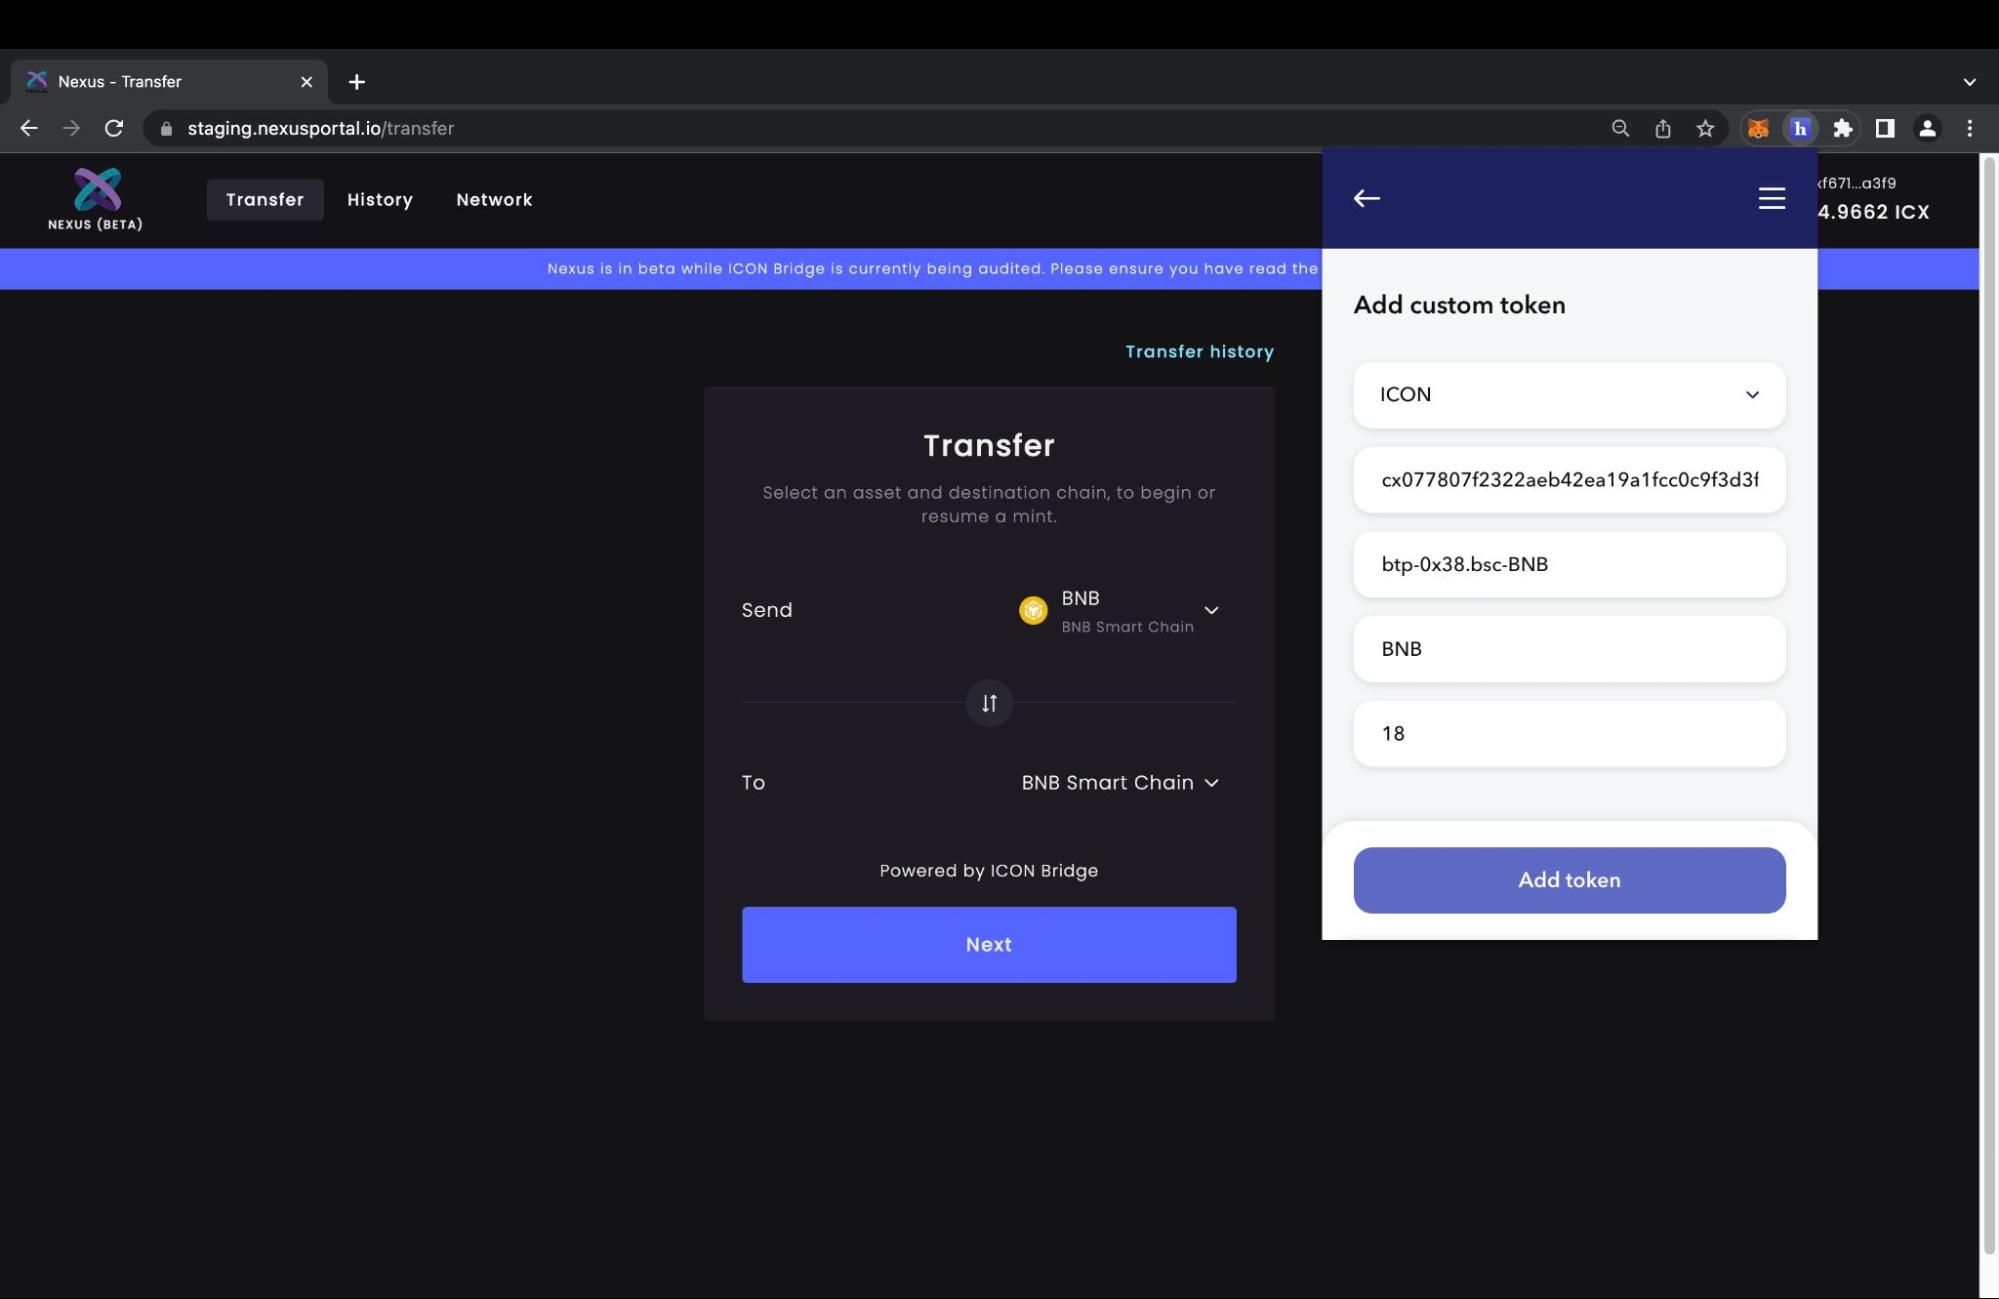 Nexus - Transfer
staging.nexusportal.io/transfer
h
NEXUS (BETA)
Transfer
History
Network
f671...a3f9
4.9662 ICX
Nexus is in beta while ICON Bridge is currently being audited. Please ensure you have read the
Transfer history
Transfer
Select an asset and destination chain, to begin or
resume a mint.
Send
BNB
BNB Smart Chain
To
BNB Smart Chain
Powered by ICON Bridge
Next
Add custom token
ICON
cx077807f2322aeb42ea19a1fcc0c9f3d3f
btp-0x38.bsc-BNB
BNB
18
Add token